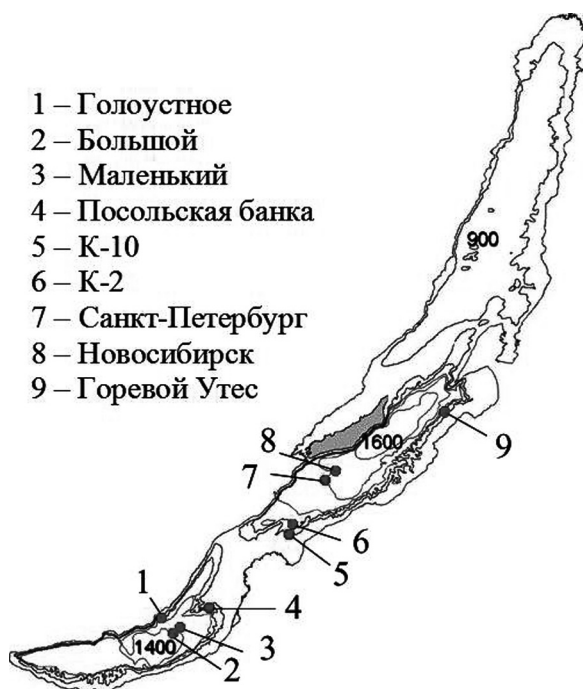 1 – Голоустное
2 – Большой
3 – Маленький
4 – Посольская банка
5 – К-10
6 – К-2
7 – Санкт-Петербург
8 – Новосибирск
9 – Горевой Утес
900
1600
8
9
7
6
5
1
4
1400
3
2